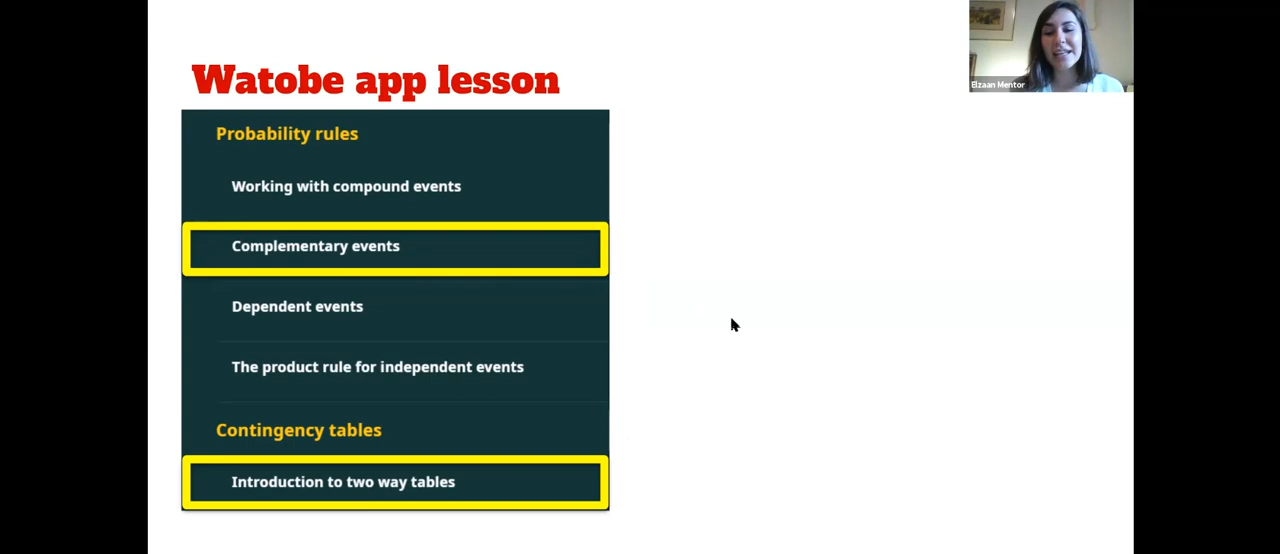 Watobe app lesson
Probability rules
Working with compound events
Complementary events
Dependent events
The product rule for independent events
Contingency tables
Introduction to two way tables
Elzaan Mentor